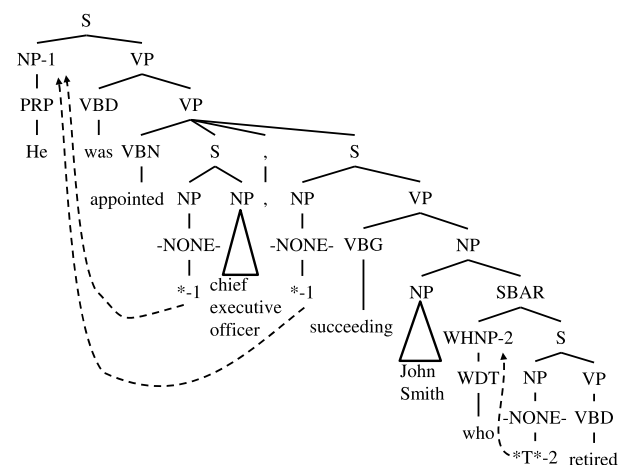 S
NP-1 VP
PRP VBD VP
He was VBN S , S
appointed NP NP , NP VP
-NONE- -NONE- VBG NP
*-1 chief *-1 NP SBAR
executive
officer succeeding WHNP-2 S
John WDT NP VP
Smith
who -NONE- VBD
*T*-2 retired